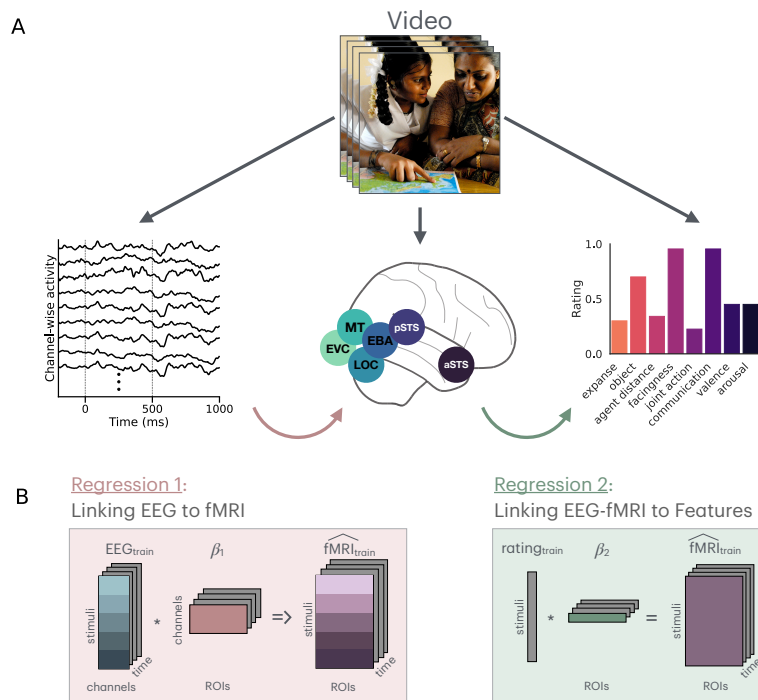 A
Video
Channel-wise activity
0
500
1000
Time (ms)
MT
pSTS
EVC
EBA
LOC
aSTS
1.0
0.5
0.0
Rating
expanse
object
agent distance
facingness
joint action
communication
valence
arousal
B
Regression 1:
Linking EEG to fMRI
EEGtrain
β1
fMRItrain
stimuli
*
channels
=>
stimuli
time
time
channels
ROIs
ROIs
Regression 2:
Linking EEG-fMRI to Features
ratingtrain
β2
fMRItrain
stimuli
*
=
stimuli
time
ROIs
ROIs